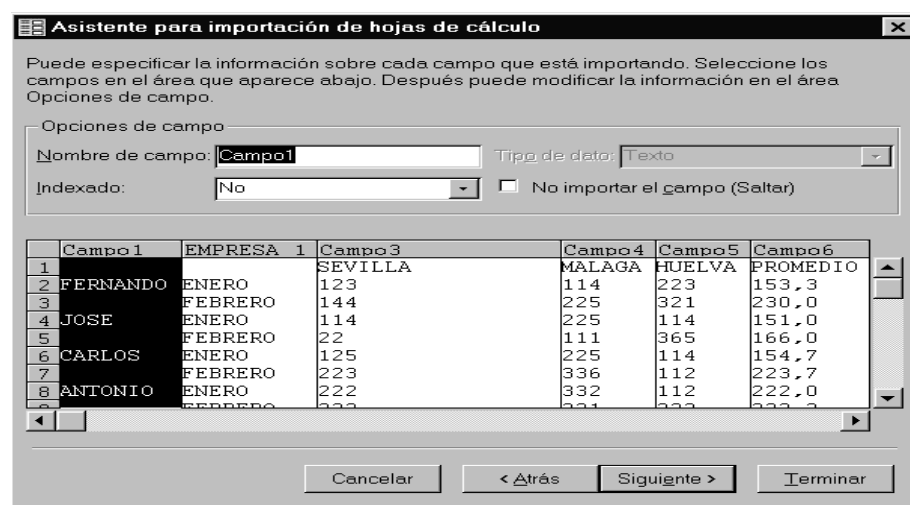 Asistente para importación de hojas de cálculo
Puede especificar la información sobre cada campo que está importando. Seleccione los
campos en el área que aparece abajo. Después puede modificar la información en el área
Opciones de campo.
Opciones de campo
Nombre de campo: Campo1 Tipo de dato: Texto
Indexado: No No importar el campo (Saltar)
Campo1 EMPRESA 1 Campo3 Campo4 Campo5 Campo6
1 SEVILLA MALAGA HUELVA PROMEDIO
2 FERNANDO ENERO 123 114 223 153,3
3 FEBRERO 144 225 321 230,0
4 JOSE ENERO 114 225 114 151,0
5 FEBRERO 22 111 365 166,0
6 CARLOS ENERO 125 225 114 154,7
7 FEBRERO 223 336 112 223,7
8 ANTONIO ENERO 222 332 112 222,0
FEBRERO
Cancelar < Atrás Siguiente > Terminar